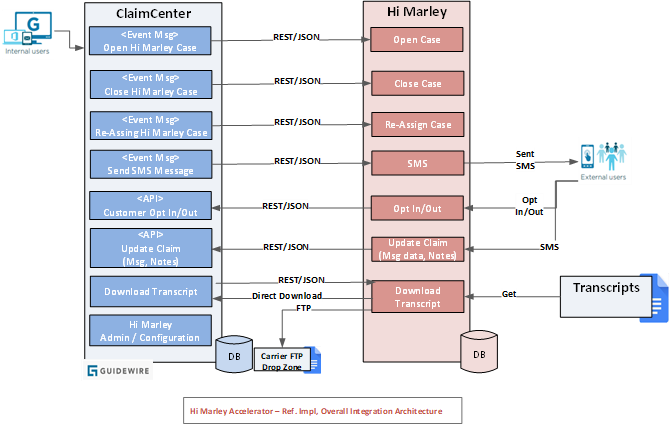 ClaimCenter
Hi Marley
G
Internal users
<Event Msg>
Open Hi Marley Case
REST/JSON
Open Case
<Event Msg>
Close Hi Marley Case
REST/JSON
Close Case
<Event Msg>
Re-Assing Hi Marley Case
REST/JSON
Re-Assign Case
<Event Msg>
Send SMS Message
REST/JSON
SMS
Sent
SMS
External users
<API>
Customer Opt In/Out
REST/JSON
Opt In/Out
Opt
In/Out
<API>
Update Claim
(Msg, Notes)
REST/JSON
Update Claim
(Msg data, Notes)
SMS
Download Transcript
REST/JSON
Direct Download
FTP
Download
Transcript
Get
Transcripts
Hi Marley
Admin / Configuration
DB
Carrier FTP
Drop Zone
DB
GUIDEWIRE
Hi Marley Accelerator – Ref. Impl, Overall Integration Architecture